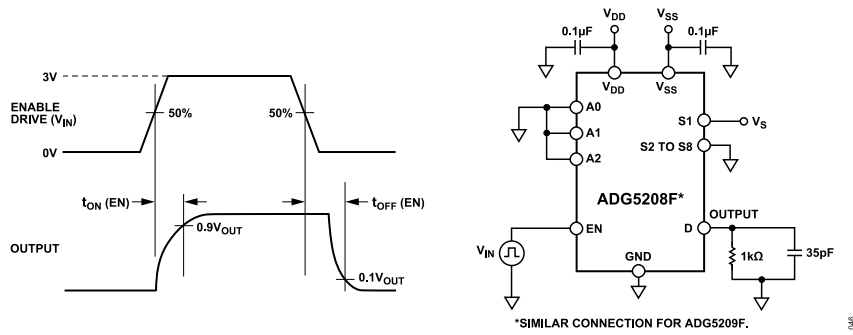 3V
ENABLE
DRIVE (VIN)
50%
50%
0V
tON (EN)
tOFF (EN)
0.9VOUT
OUTPUT
0.1VOUT
VDD
VSS
0.1µF
0.1µF
VDD
VSS
A0
A1
A2
S1
VS
S2 TO S8
ADG5208F*
OUTPUT
EN
D
VIN
GND
1kΩ
35pF
*SIMILAR CONNECTION FOR ADG5209F.
046